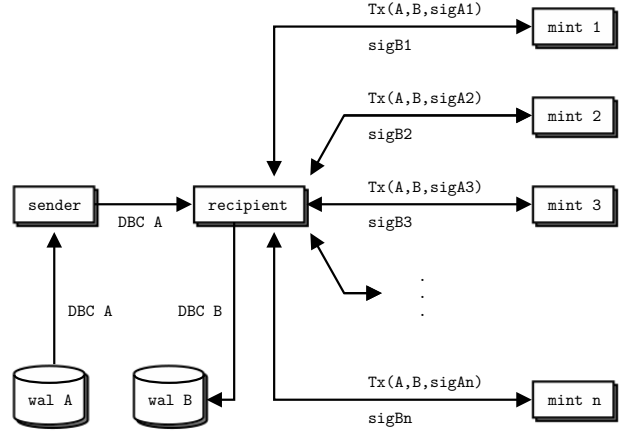 Tx(A,B,sigA1)
mint 1
sigB1
Tx(A,B,sigA2)
mint 2
sigB2
Tx(A,B,sigA3)
sender
recipient
mint 3
DBC A
sigB3
.
.
.
DBC A
DBC B
Tx(A,B,sigAn)
wal A
wal B
mint n
sigBn